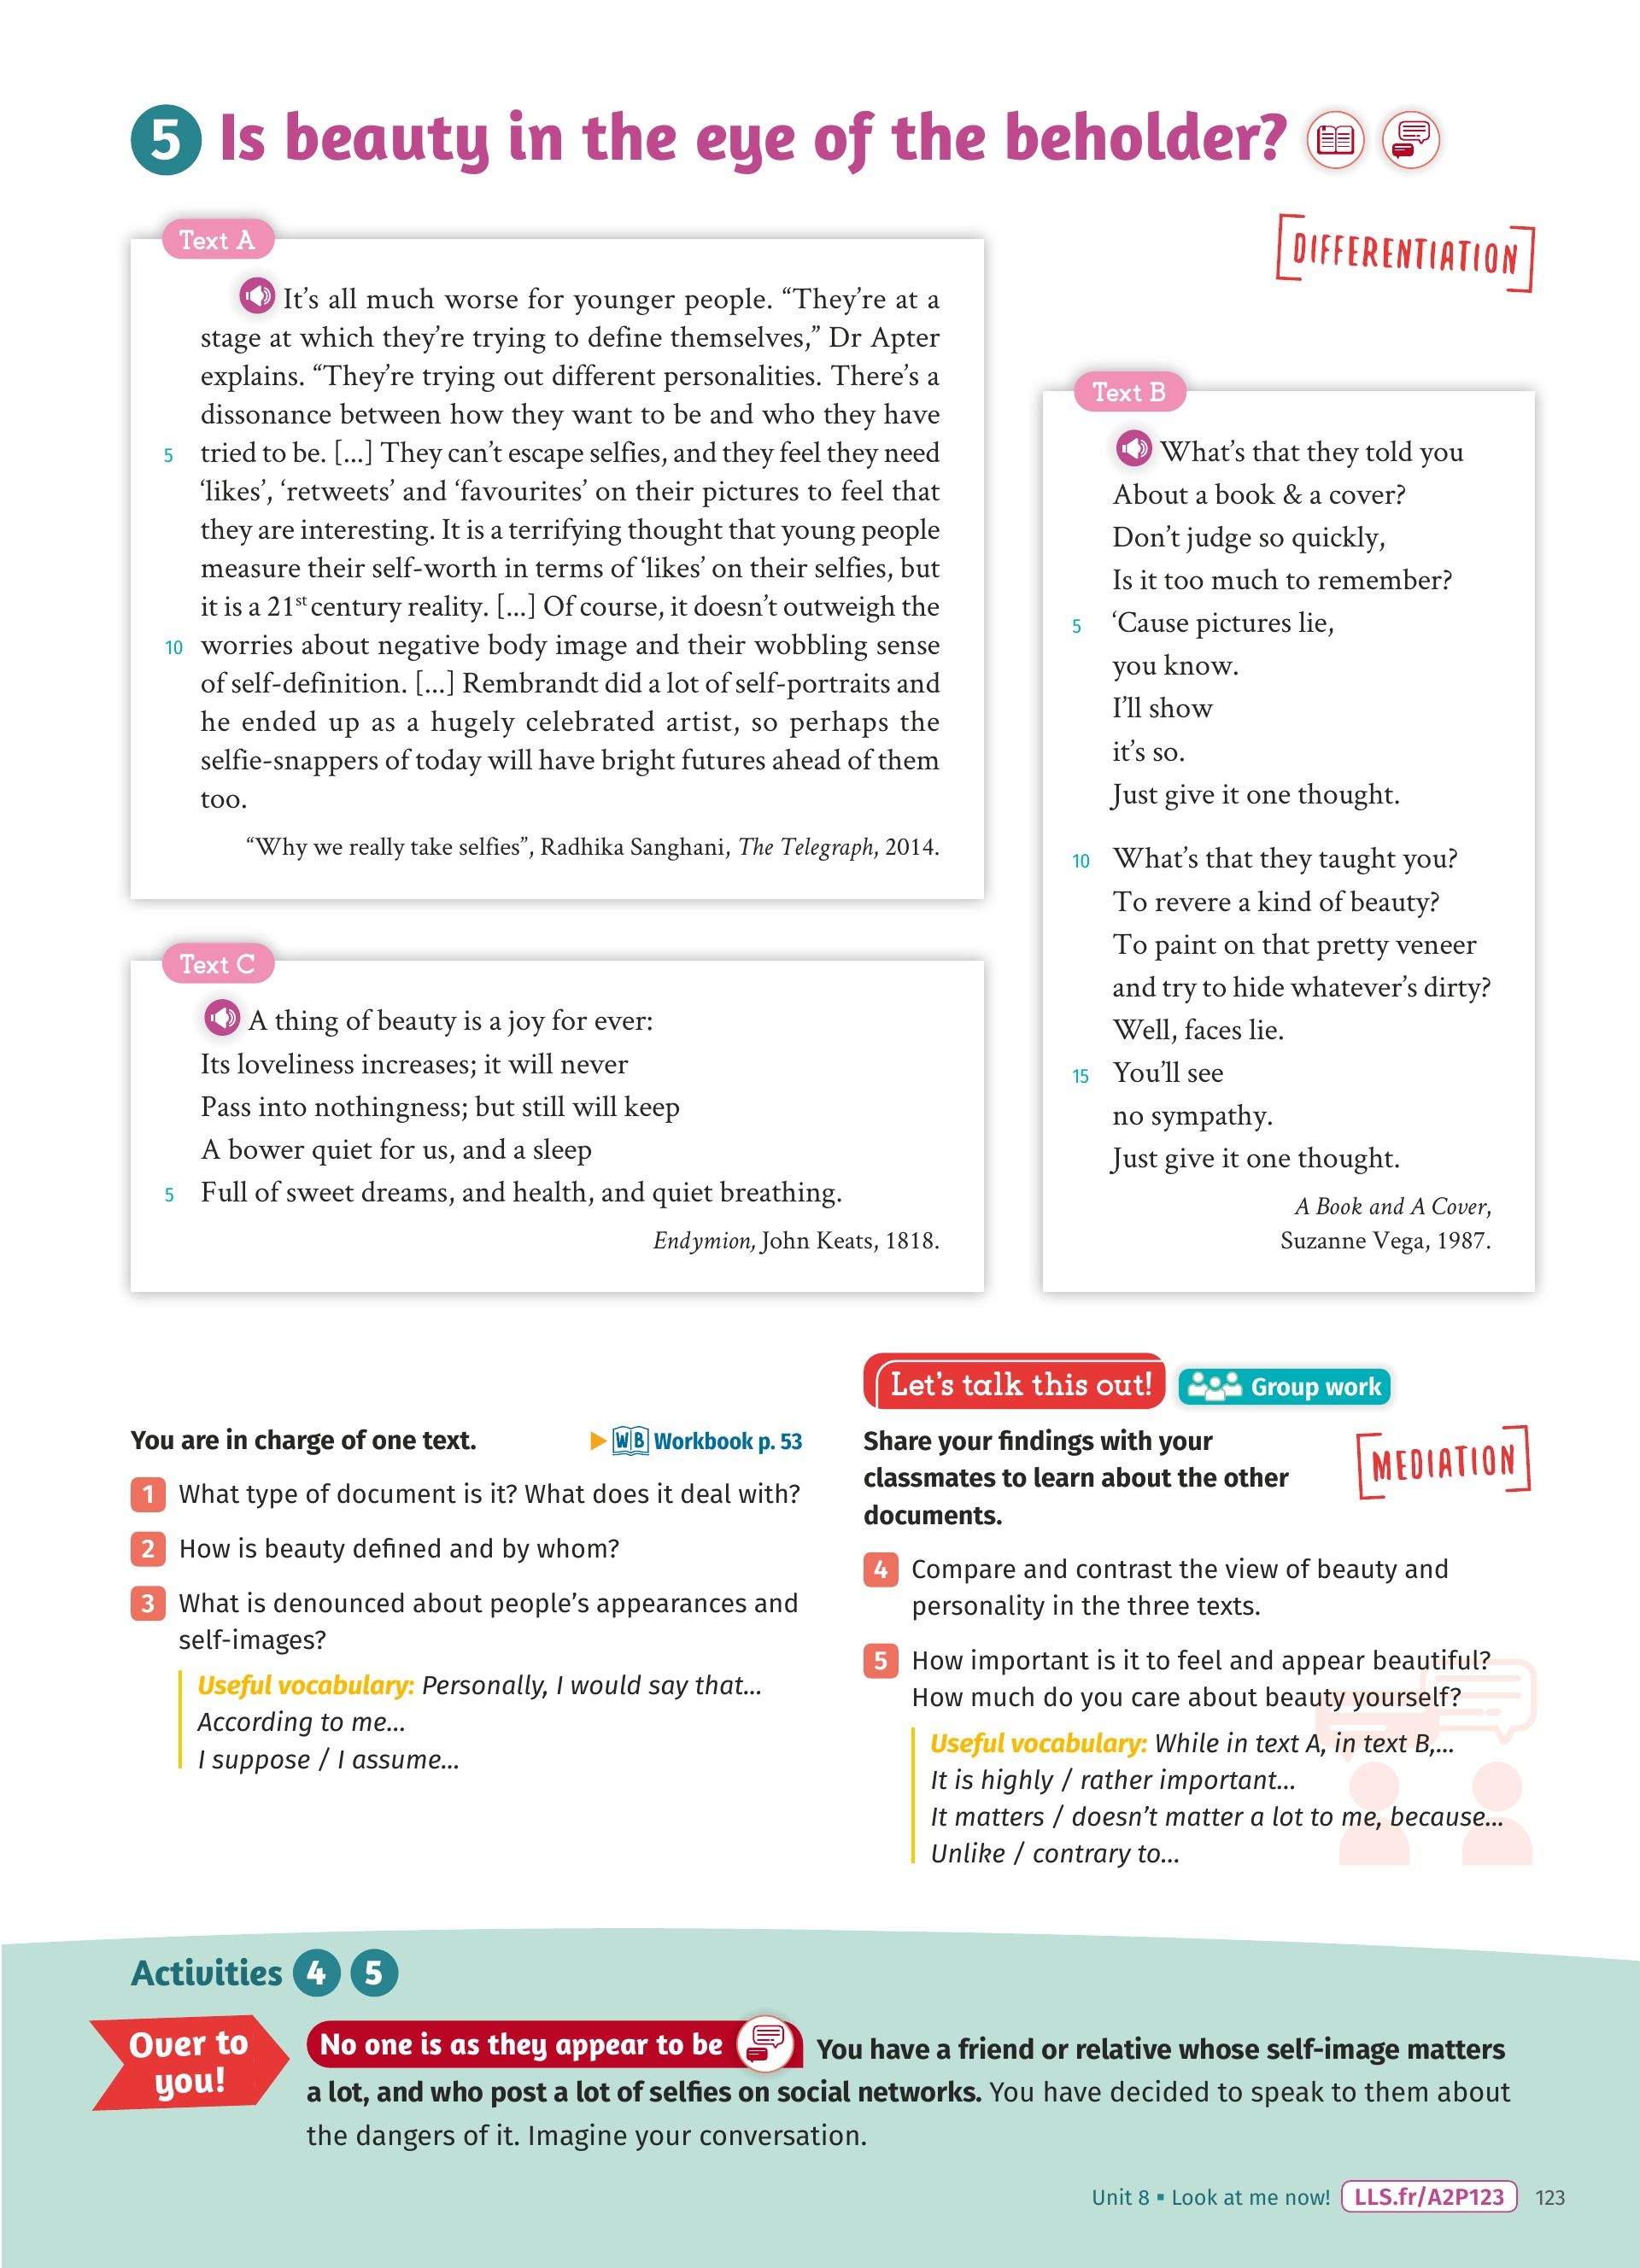 5 Is beauty in the eye of the beholder?
DIFFERENTIATION
Text A
It’s all much worse for younger people. “They’re at a
stage at which they’re trying to define themselves,” Dr Apter
explains. “They’re trying out different personalities. There’s a
dissonance between how they want to be and who they have
5 tried to be. [...] They can’t escape selfies, and they feel they need
‘likes’, ‘retweets’ and ‘favourites’ on their pictures to feel that
they are interesting. It is a terrifying thought that young people
measure their self-worth in terms of ‘likes’ on their selfies, but
it is a 21st century reality. [...] Of course, it doesn’t outweigh the
10 worries about negative body image and their wobbling sense
of self-definition. [...] Rembrandt did a lot of self-portraits and
he ended up as a hugely celebrated artist, so perhaps the
selfie-snappers of today will have bright futures ahead of them
too.
“Why we really take selfies”, Radhika Sanghani, The Telegraph, 2014.
Text B
What’s that they told you
About a book & a cover?
Don’t judge so quickly,
Is it too much to remember?
5 ‘Cause pictures lie,
you know.
I’ll show
it’s so.
Just give it one thought.
10 What’s that they taught you?
To revere a kind of beauty?
To paint on that pretty veneer
and try to hide whatever’s dirty?
Well, faces lie.
15 You’ll see
no sympathy.
Just give it one thought.
A Book and A Cover,
Suzanne Vega, 1987.
Text C
A thing of beauty is a joy for ever:
Its loveliness increases; it will never
Pass into nothingness; but still will keep
A bower quiet for us, and a sleep
5 Full of sweet dreams, and health, and quiet breathing.
Endymion, John Keats, 1818.
You are in charge of one text. WB Workbook p. 53
1 What type of document is it? What does it deal with?
2 How is beauty defined and by whom?
3 What is denounced about people’s appearances and
self-images?
Useful vocabulary: Personally, I would say that...
According to me...
I suppose / I assume...
Let’s talk this out! Group work
Share your findings with your
classmates to learn about the other
documents.
MEDIATION
4 Compare and contrast the view of beauty and
personality in the three texts.
5 How important is it to feel and appear beautiful?
How much do you care about beauty yourself?
Useful vocabulary: While in text A, in text B,...
It is highly / rather important...
It matters / doesn’t matter a lot to me, because...
Unlike / contrary to...
Activities 4 5
Over to
you!
No one is as they appear to be You have a friend or relative whose self-image matters
a lot, and who post a lot of selfies on social networks. You have decided to speak to them about
the dangers of it. Imagine your conversation.
Unit 8 ▪ Look at me now! LLS.fr/A2P123 123